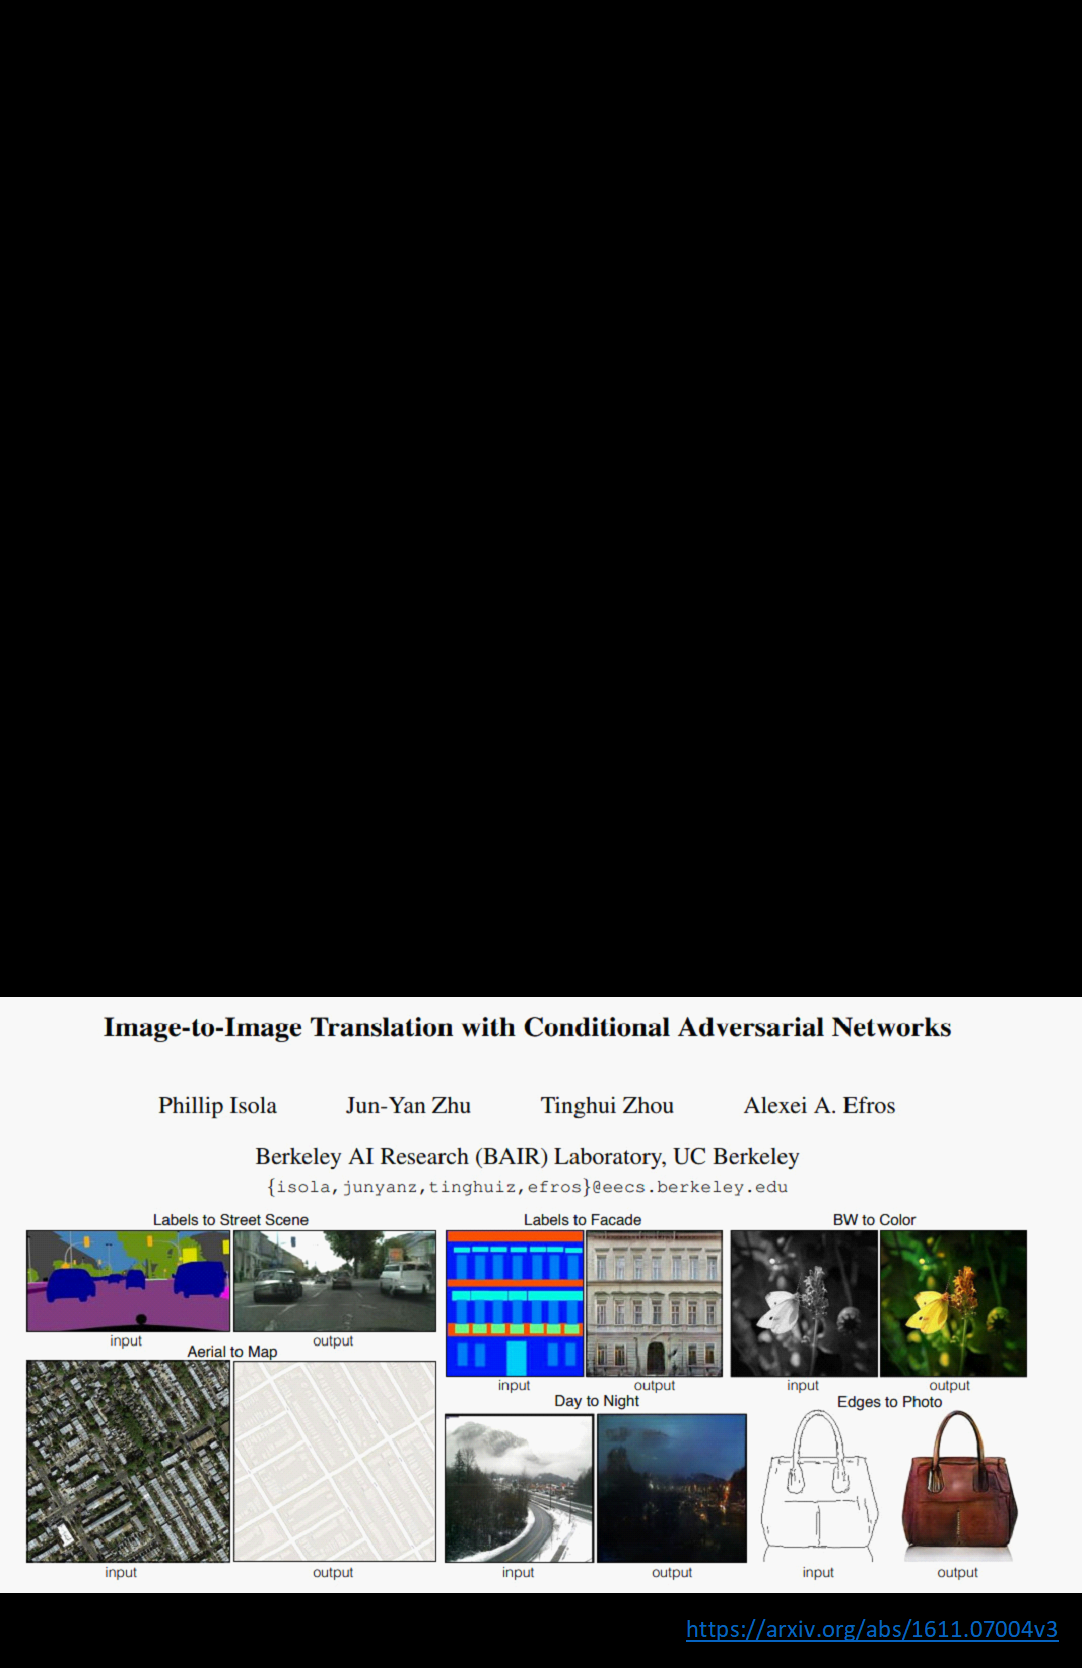 Image-to-Image Translation with Conditional Adversarial Networks
Phillip Isola Jun-Yan Zhu Tinghui Zhou Alexei A. Efros
Berkeley AI Research (BAIR) Laboratory, UC Berkeley
{isola,junyanz,tinghuiz,efros}@eecs.berkeley.edu
Labels to Street Scene
input output
Aerial to Map
input output
Labels to Facade
input output
Day to Night
input output
BW to Color
input output
Edges to Photo
input output
https://arxiv.org/abs/1611.07004v3